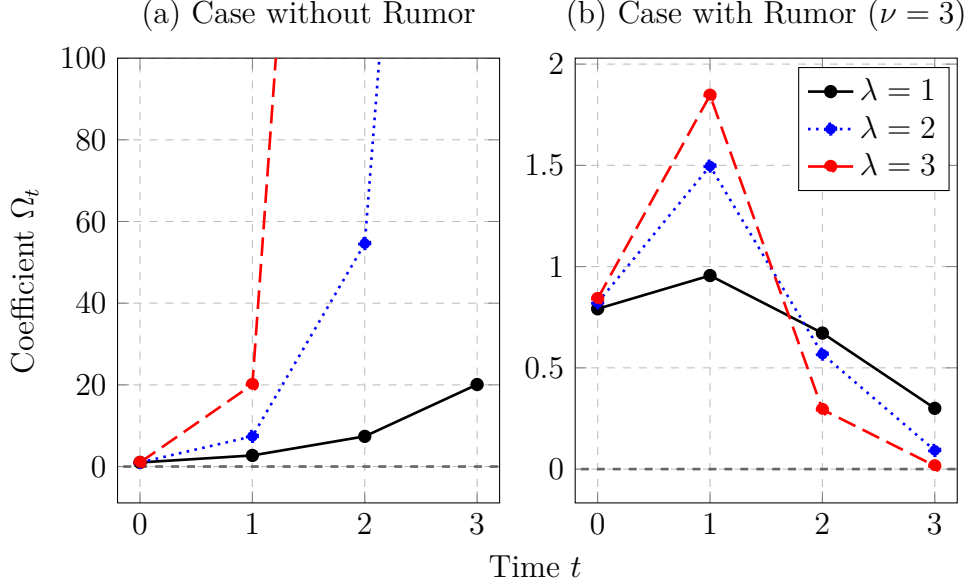 (a) Case without Rumor
(b) Case with Rumor (ν = 3)
Coefficient Ω_t
100
80
60
40
20
0
0 1 2 3
2
1.5
1
0.5
0
0 1 2 3
λ = 1
λ = 2
λ = 3
Time t